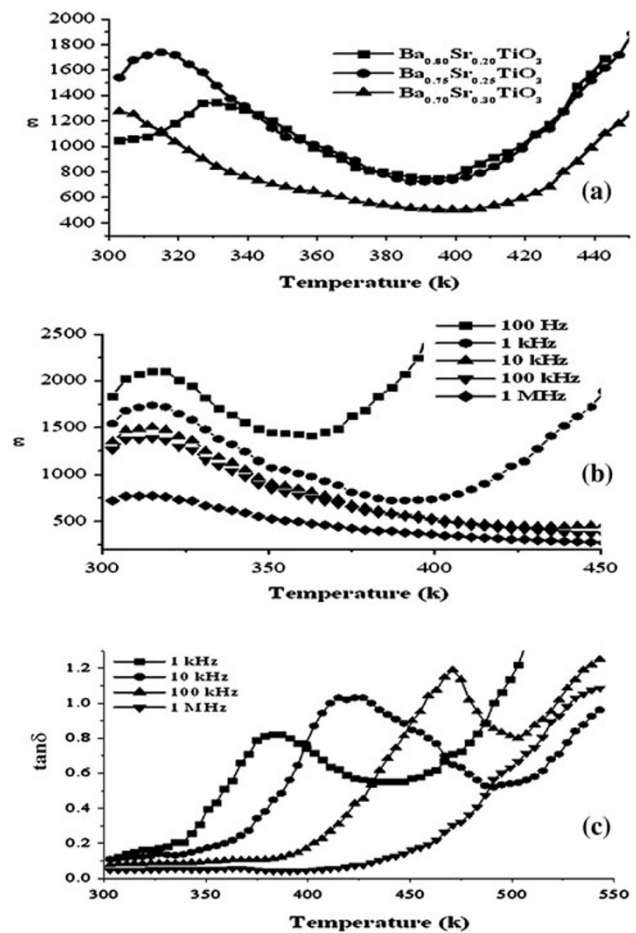 2000
1800
1600
1400
1200
1000
800
600
400
ε
Ba0.80Sr0.20TiO3
Ba0.75Sr0.25TiO3
Ba0.70Sr0.30TiO3
(a)
300 320 340 360 380 400 420 440
Temperature (k)
2500
2000
1500
1000
500
ε
100 Hz
1 kHz
10 kHz
100 kHz
1 MHz
(b)
300 350 400 450
Temperature (k)
1.2
1.0
0.8
0.6
0.4
0.2
0.0
tanδ
1 kHz
10 kHz
100 kHz
1 MHz
(c)
300 350 400 450 500 550
Temperature (k)